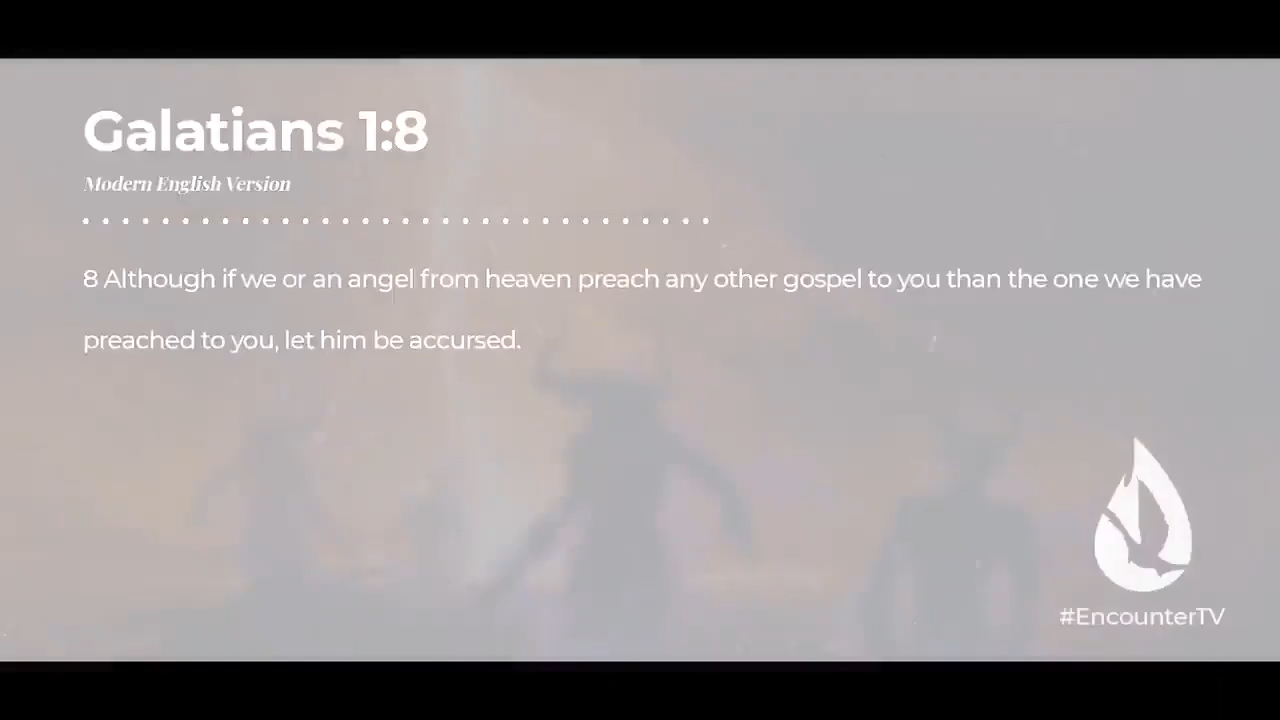 Galatians 1:8
Modern English Version
8 Although if we or an angel from heaven preach any other gospel to you than the one we have
preached to you, let him be accursed.
#EncounterTV